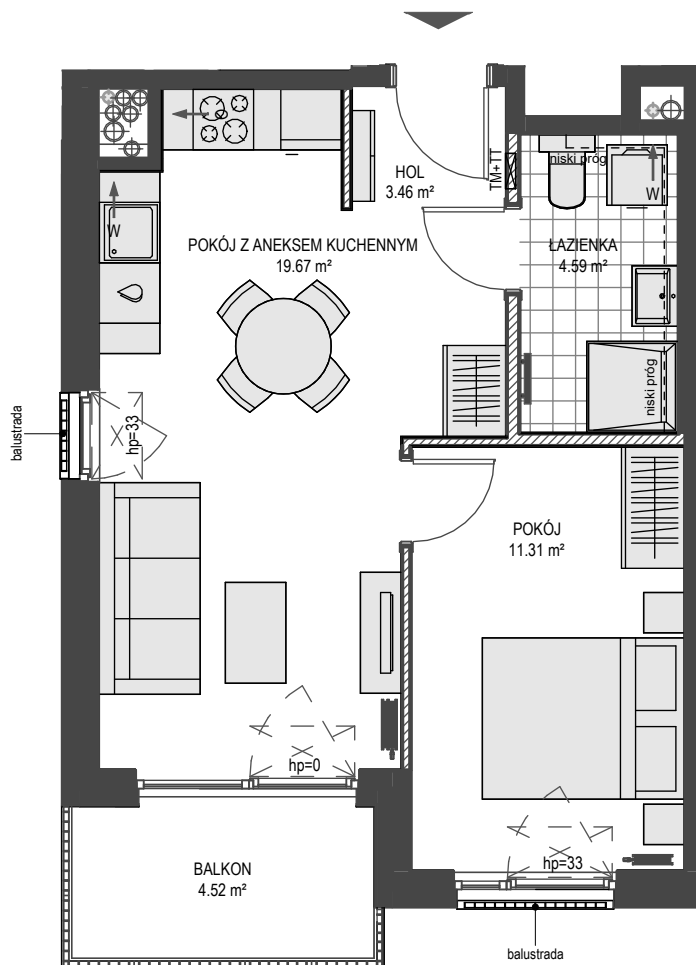 niski próg
TM+TT
W
HOL
3.46 m²
W
POKÓJ Z ANEKSEM KUCHENNYM
19.67 m²
ŁAZIENKA
4.59 m²
niski próg
balustrada
hp=33
POKÓJ
11.31 m²
hp=0
hp=33
BALKON
4.52 m²
balustrada